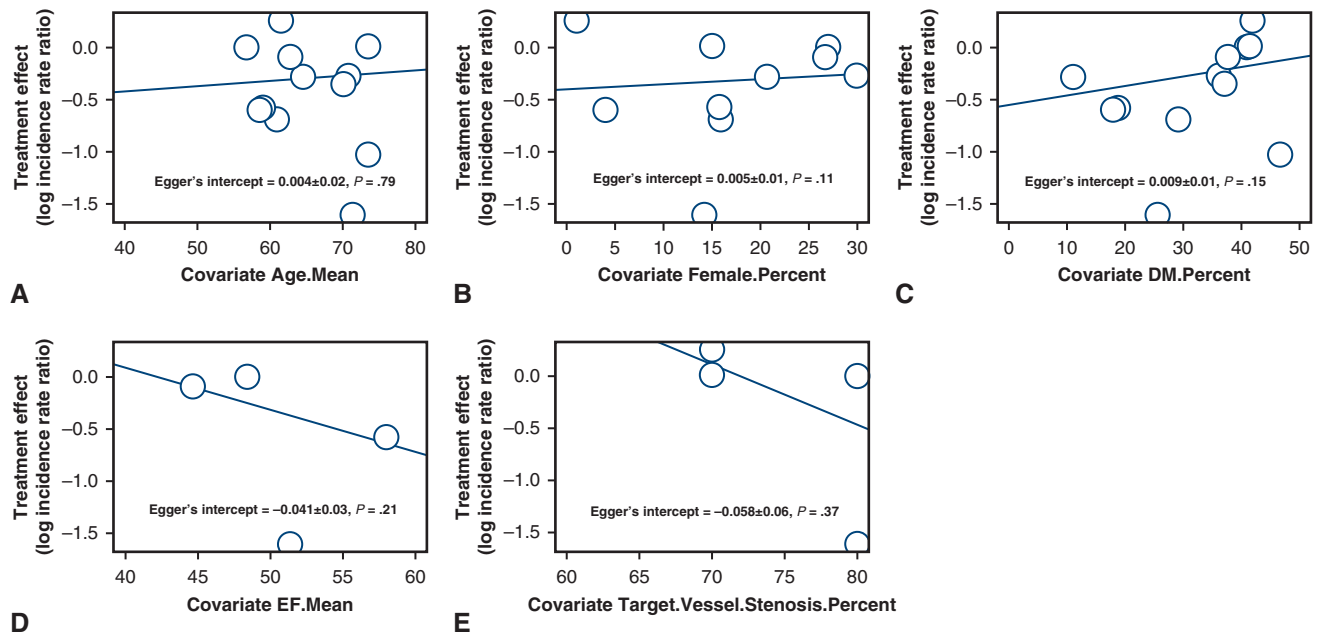 Treatment effect
(log incidence rate ratio)
0.0
−0.5
−1.0
−1.5
Egger's intercept = 0.004±0.02, P = .79
40 50 60 70 80
Covariate Age.Mean
A
Treatment effect
(log incidence rate ratio)
0.0
−0.5
−1.0
−1.5
Egger's intercept = 0.005±0.01, P = .11
0 5 10 15 20 25 30
Covariate Female.Percent
B
Treatment effect
(log incidence rate ratio)
0.0
−0.5
−1.0
−1.5
Egger's intercept = 0.009±0.01, P = .15
0 10 20 30 40 50
Covariate DM.Percent
C
Treatment effect
(log incidence rate ratio)
0.0
−0.5
−1.0
−1.5
Egger's intercept = −0.041±0.03, P = .21
40 45 50 55 60
Covariate EF.Mean
D
Treatment effect
(log incidence rate ratio)
0.0
−0.5
−1.0
−1.5
Egger's intercept = −0.058±0.06, P = .37
60 65 70 75 80
Covariate Target.Vessel.Stenosis.Percent
E